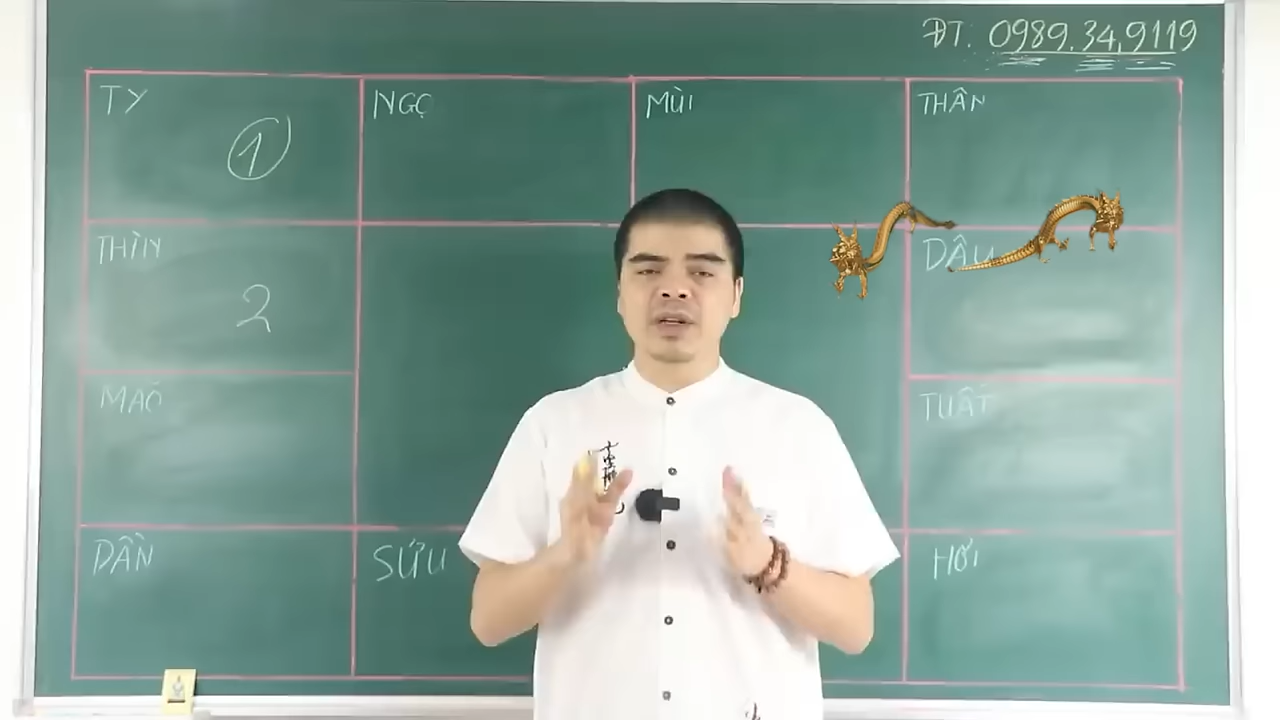 ĐT: 0989.34.9119
TỴ
NGỌ
MÙI
THÂN
1
THÌN
DẬU
2
MÃO
TUẤT
DẦN
SỬU
HỢI